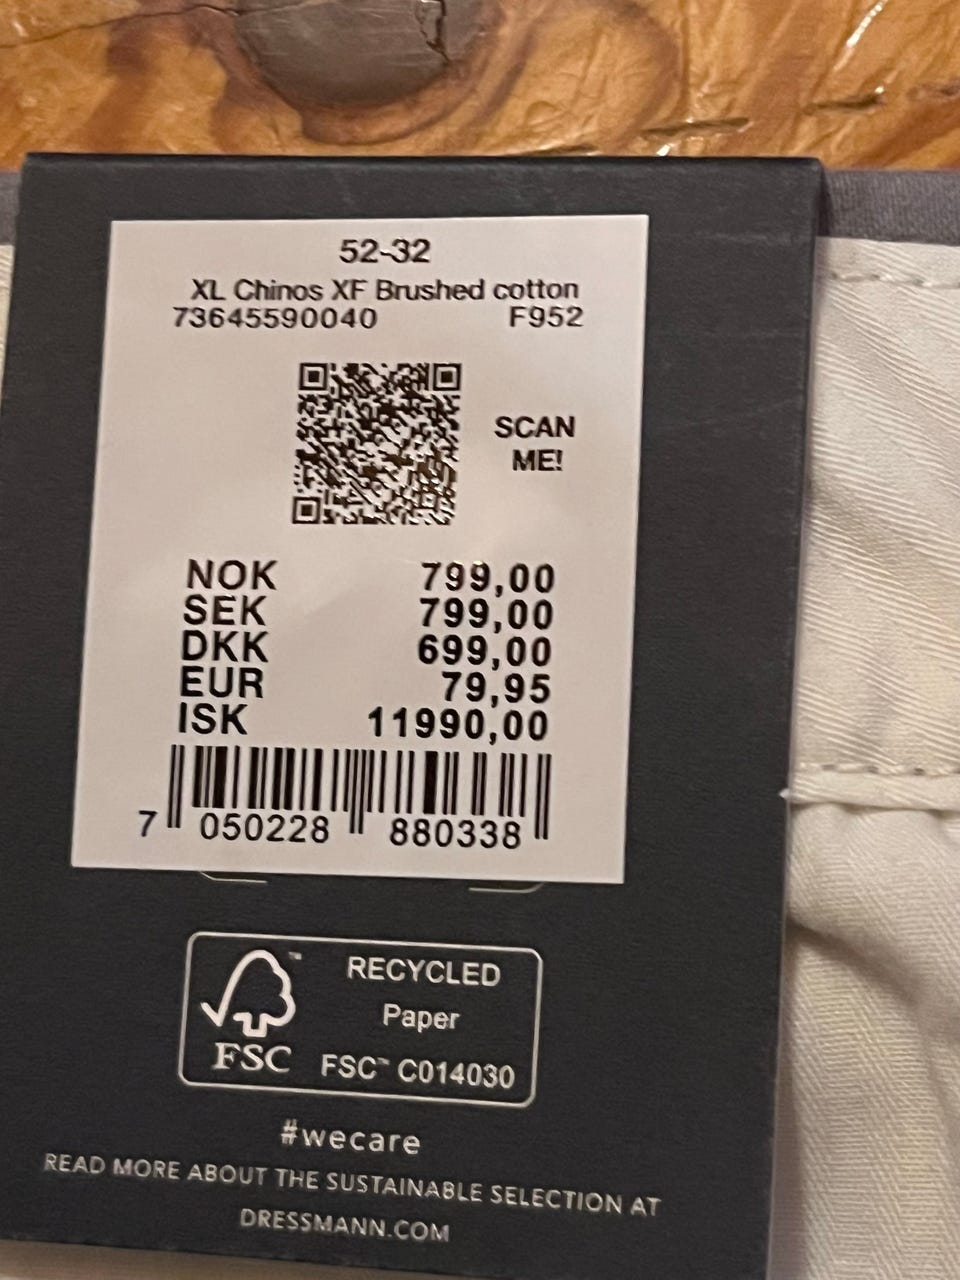 52-32
XL Chinos XF Brushed cotton
73645590040 F952
SCAN
ME!
NOK 799,00
SEK 799,00
DKK 699,00
EUR 79,95
ISK 11990,00
7 050228 880338
RECYCLED
Paper
FSC™ C014030
FSC
#wecare
READ MORE ABOUT THE SUSTAINABLE SELECTION AT
DRESSMANN.COM